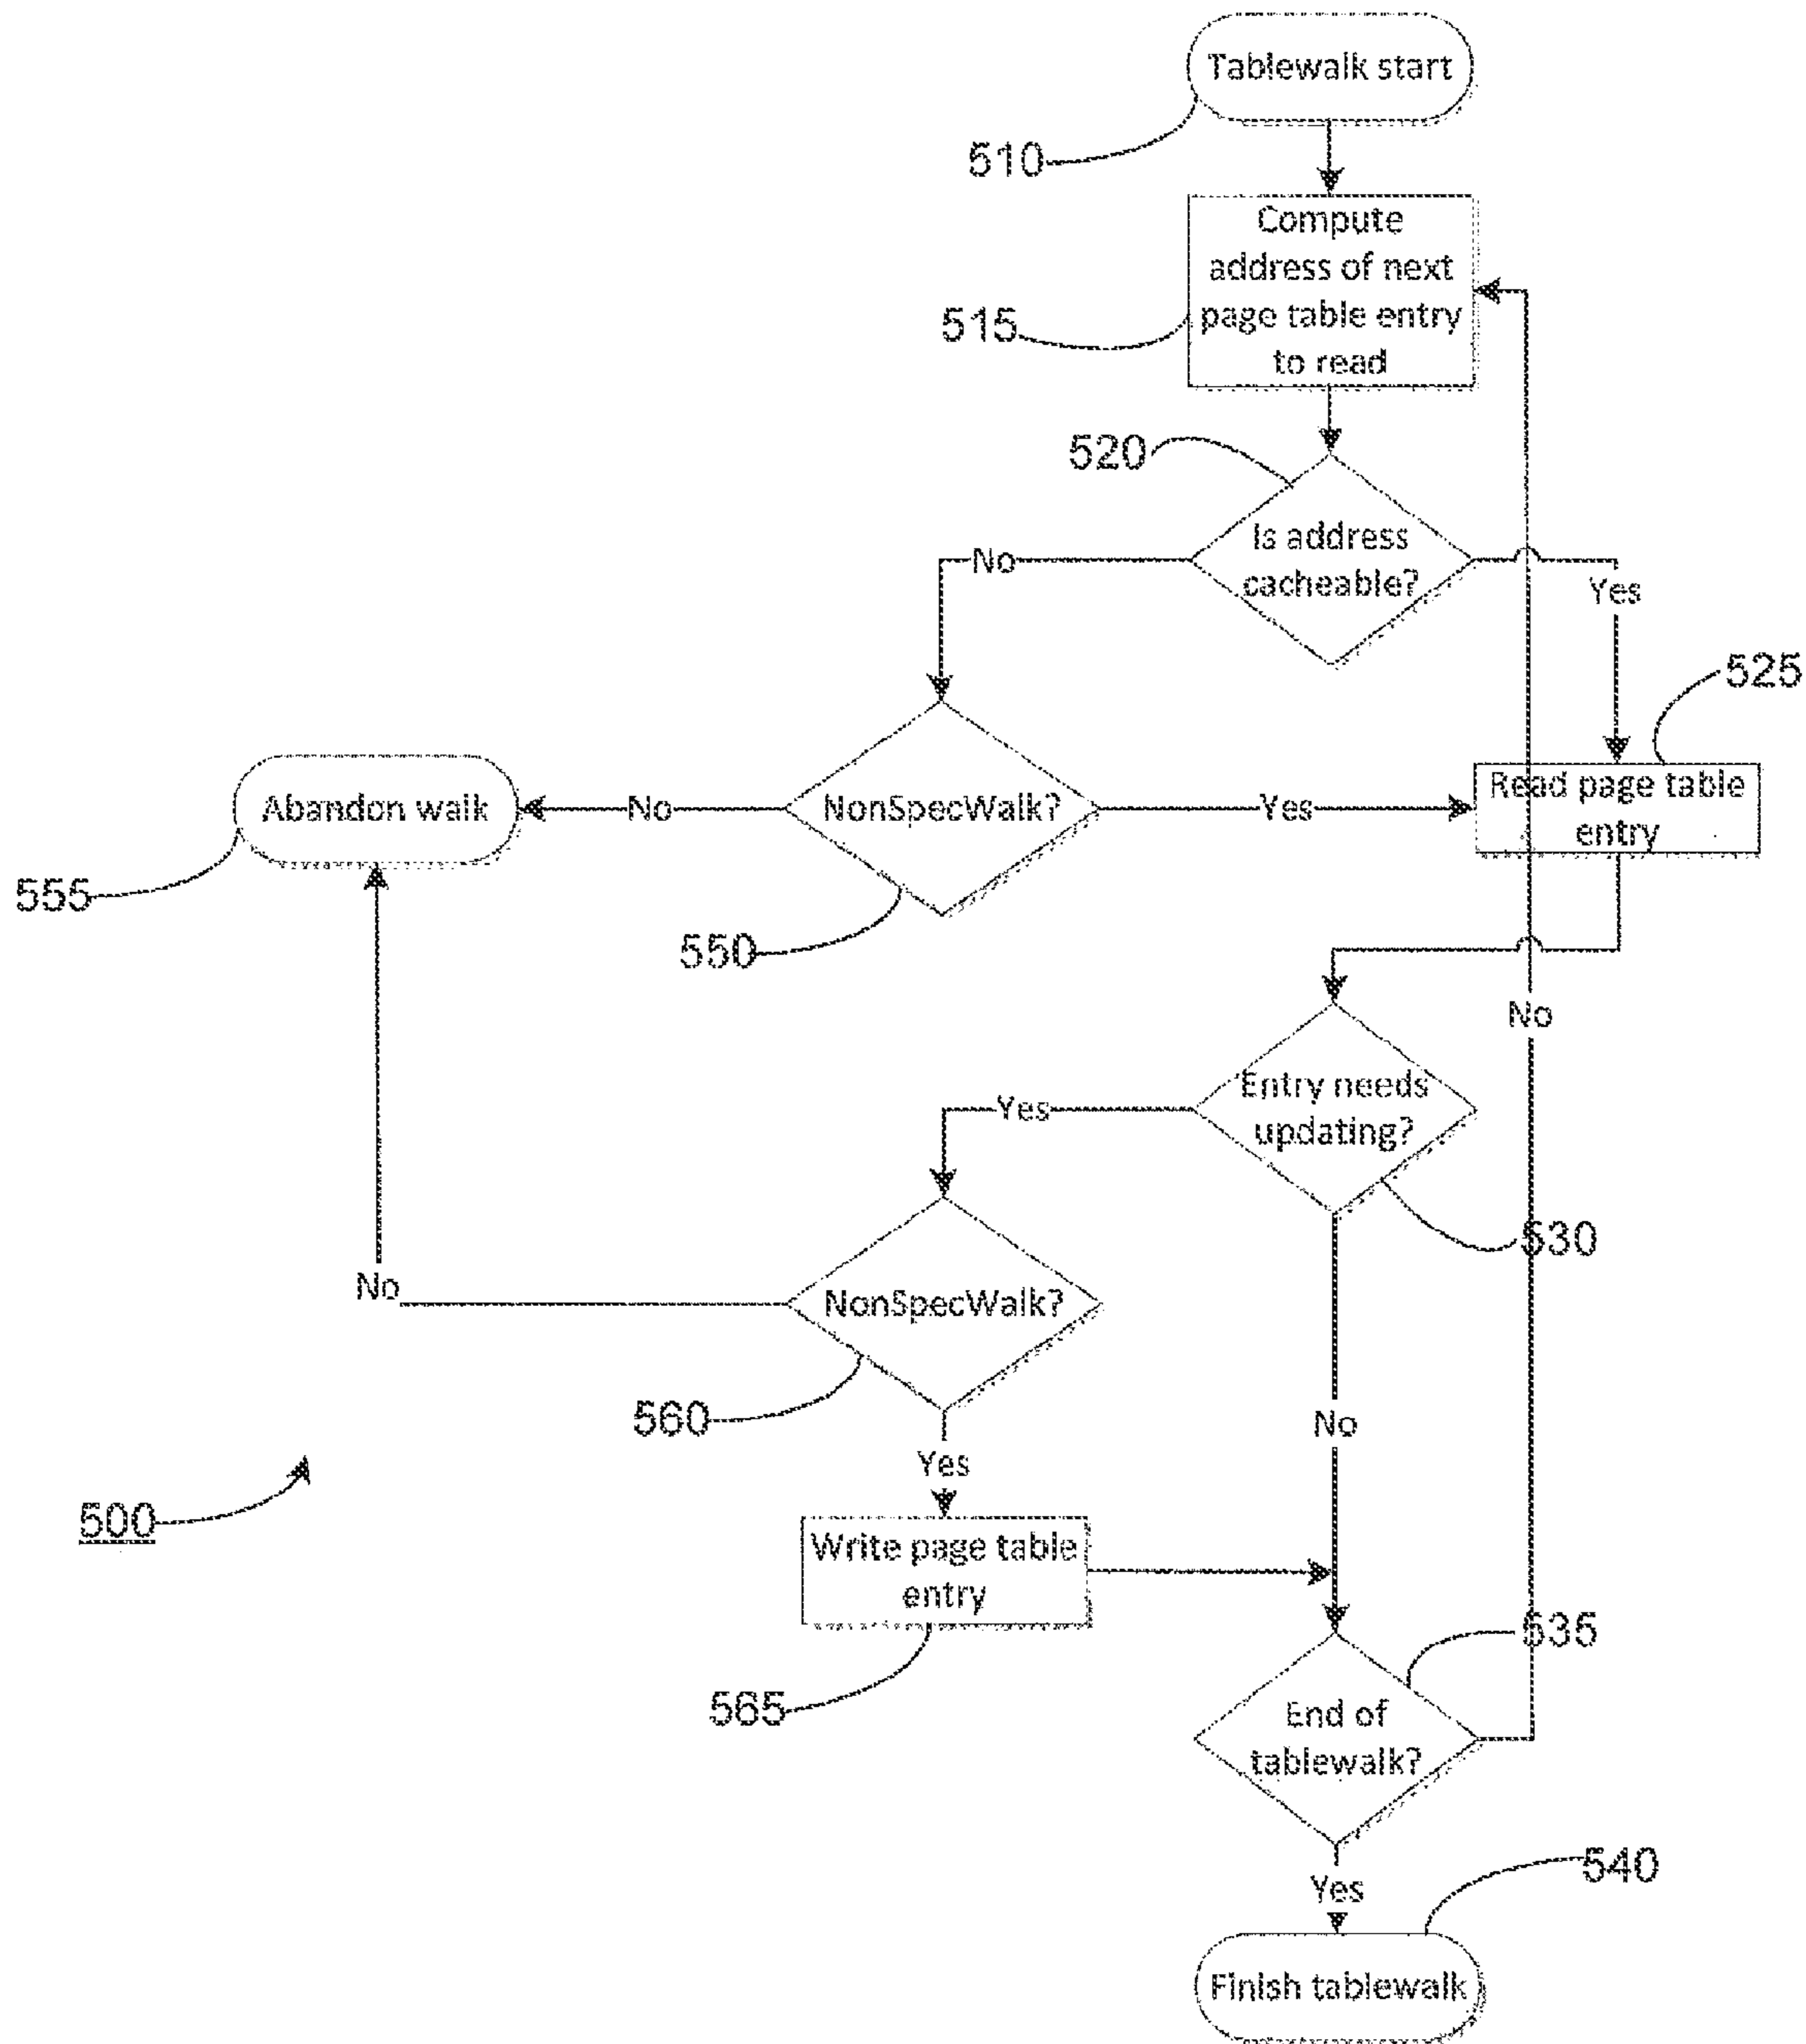 Tablewalk start
510
Compute
address of next
page table entry
to read
515
520
Is address
cacheable?
No
Yes
525
Read page table
entry
Abandon walk
No
NonSpecWalk?
Yes
555
550
No
Entry needs
updating?
Yes
530
NonSpecWalk?
No
560
No
Yes
500
Write page table
entry
535
565
End of
tablewalk?
540
Yes
Finish tablewalk